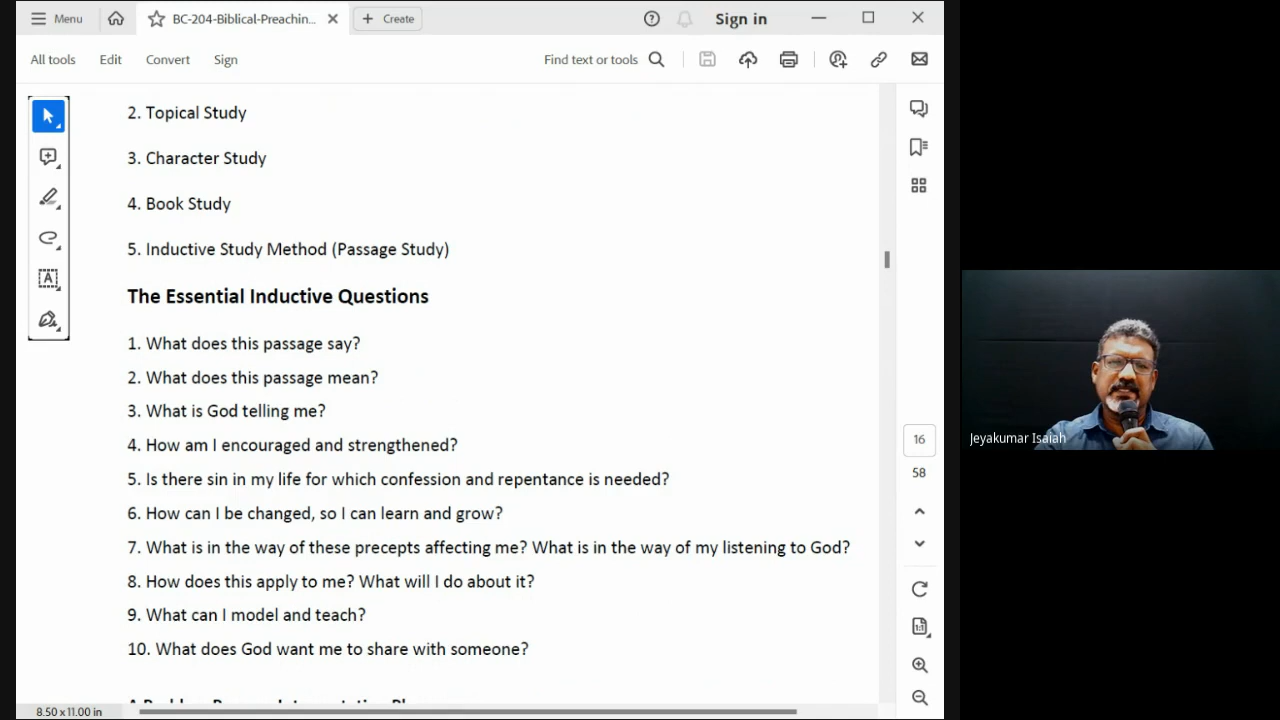 Menu
BC-204-Biblical-Preachin...
Create
Sign in
All tools
Edit
Convert
Sign
Find text or tools
2. Topical Study
3. Character Study
4. Book Study
5. Inductive Study Method (Passage Study)
The Essential Inductive Questions
1. What does this passage say?
2. What does this passage mean?
3. What is God telling me?
4. How am I encouraged and strengthened?
5. Is there sin in my life for which confession and repentance is needed?
6. How can I be changed, so I can learn and grow?
7. What is in the way of these precepts affecting me? What is in the way of my listening to God?
8. How does this apply to me? What will I do about it?
9. What can I model and teach?
10. What does God want me to share with someone?
16
58
8.50 x 11.00 in
Jeyakumar Isaiah